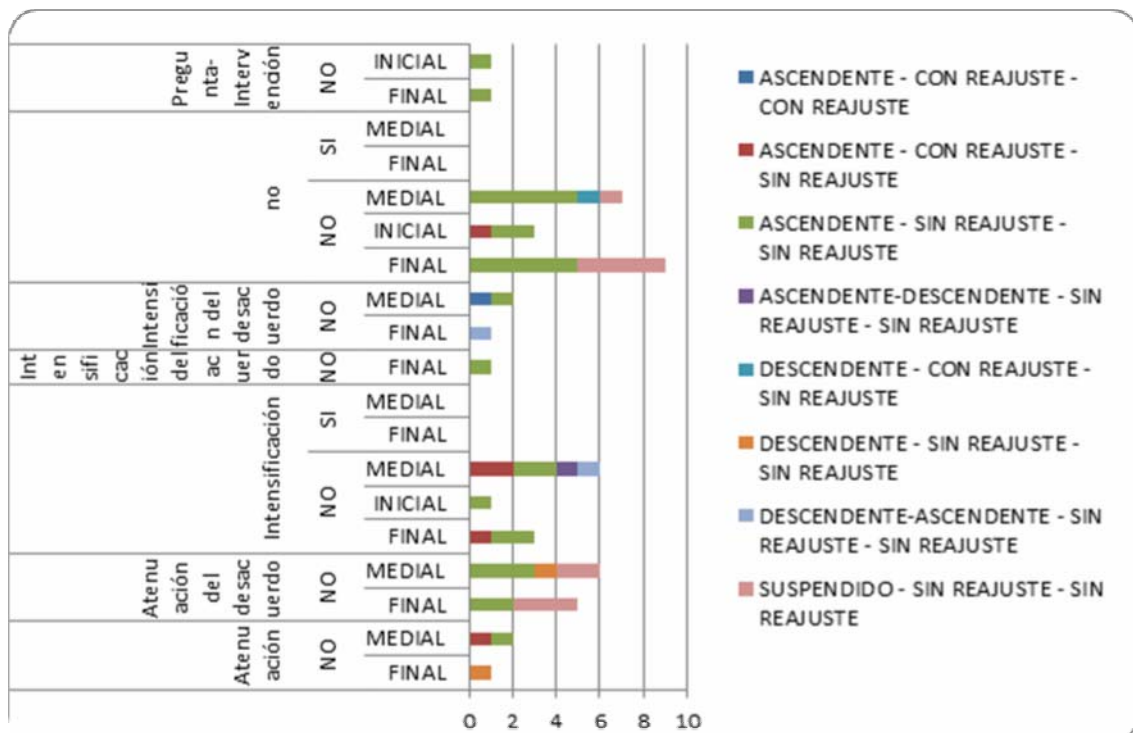 Pregu
nta-
Interv
ención
NO
INICIAL
FINAL
no
SI
MEDIAL
FINAL
NO
MEDIAL
INICIAL
FINAL
Intensi
ficació
n del
desac
uerdo
NO
MEDIAL
FINAL
Int
en
sifi
cac
ión
del
ac
uer
do
NO
FINAL
Intensificación
SI
MEDIAL
FINAL
NO
MEDIAL
INICIAL
FINAL
Atenu
ación
del
desac
uerdo
NO
MEDIAL
FINAL
Atenu
ación
NO
MEDIAL
FINAL
0 2 4 6 8 10
ASCENDENTE - CON REAJUSTE -
CON REAJUSTE
ASCENDENTE - CON REAJUSTE -
SIN REAJUSTE
ASCENDENTE - SIN REAJUSTE -
SIN REAJUSTE
ASCENDENTE-DESCENDENTE - SIN
REAJUSTE - SIN REAJUSTE
DESCENDENTE - CON REAJUSTE -
SIN REAJUSTE
DESCENDENTE - SIN REAJUSTE -
SIN REAJUSTE
DESCENDENTE-ASCENDENTE - SIN
REAJUSTE - SIN REAJUSTE
SUSPENDIDO - SIN REAJUSTE - SIN
REAJUSTE